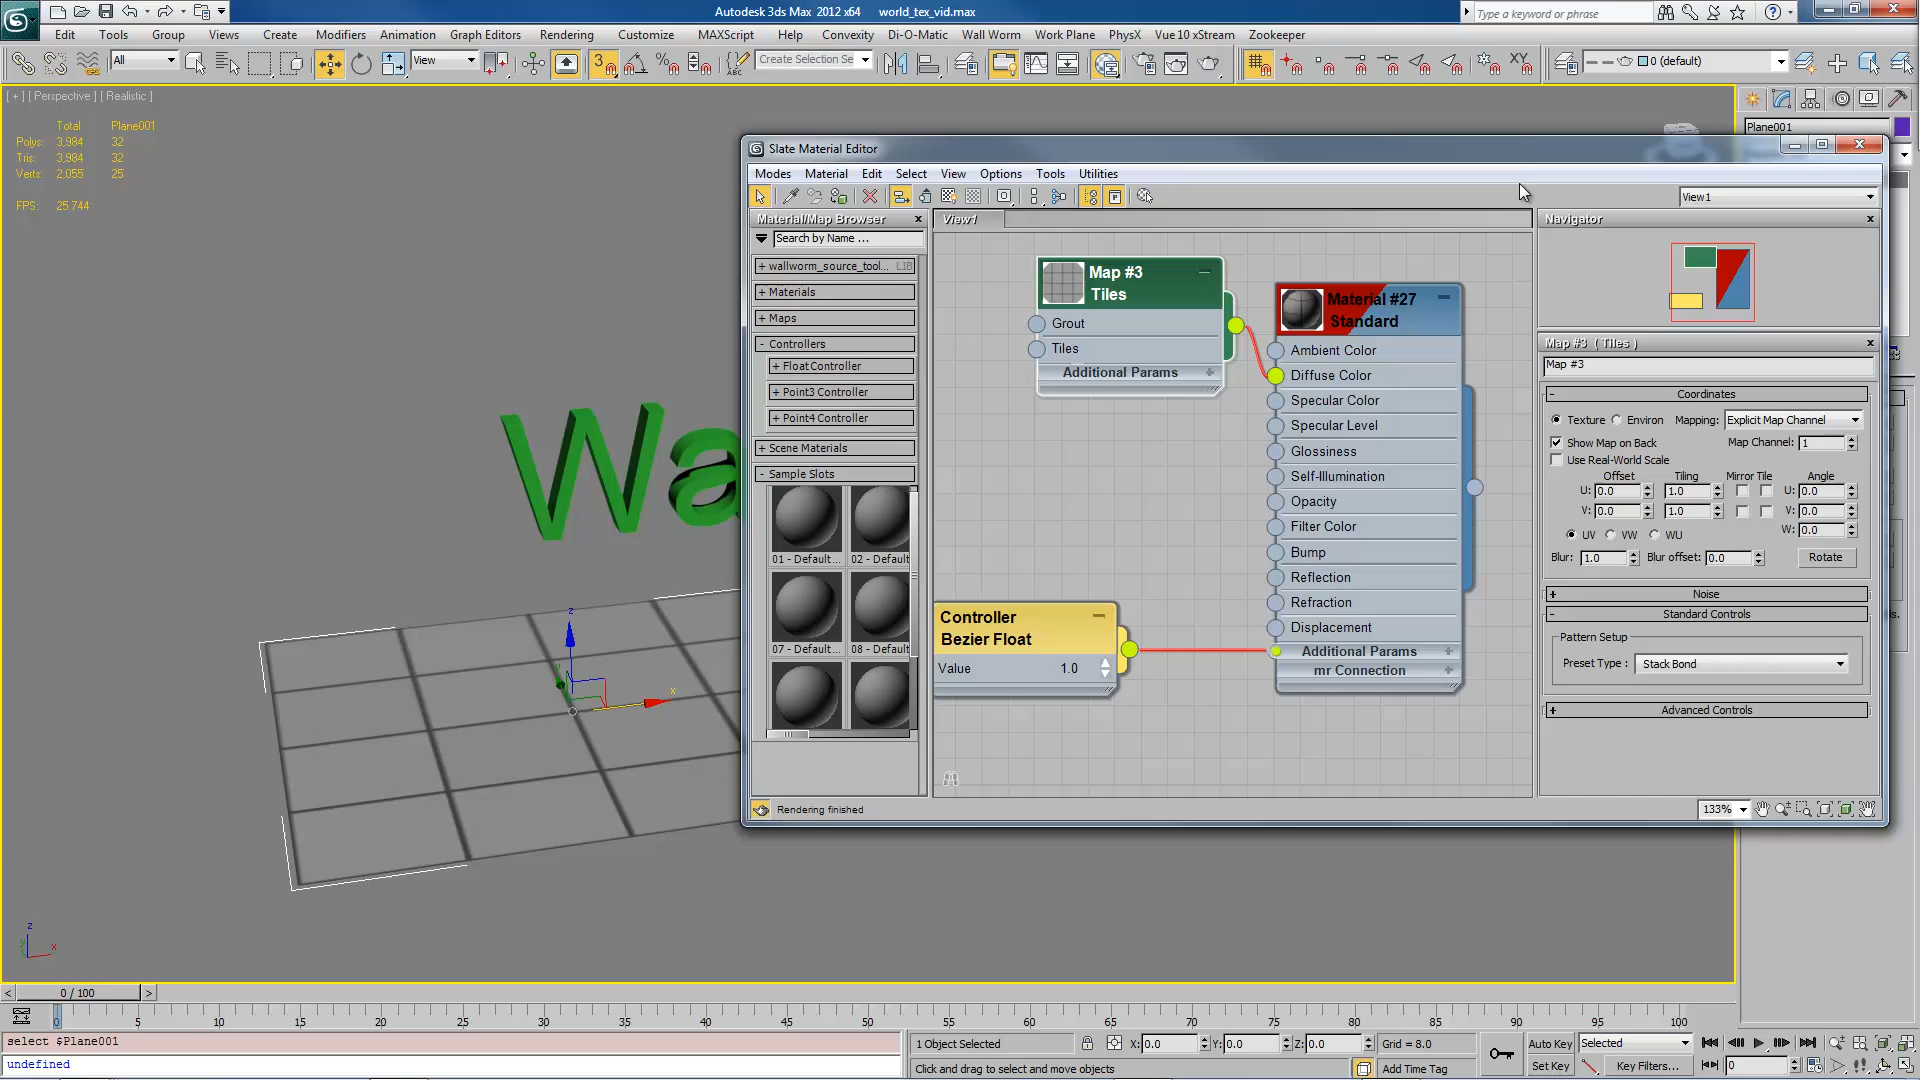 Autodesk 3ds Max 2012 x64 world_tex_vid.max
Type a keyword or phrase
Edit Tools Group Views Create Modifiers Animation Graph Editors Rendering Customize MAXScript Help Convexity Di-O-Matic Wall Worm Work Plane PhysX Vue 10 xStream Zookeeper
All View 3 Create Selection Se XY 0 (default)
[ + ] [ Perspective ] [ Realistic ]
Total Plane001
Polys: 3,984 32
Tris: 3,984 32
Verts: 2,055 25
FPS: 25.744
Plane001
Slate Material Editor
Modes Material Edit Select View Options Tools Utilities
View1
Material/Map Browser
View1
Navigator
Search by Name ...
+ wallworm_source_tool... LIB
+ Materials
+ Maps
- Controllers
+ Float Controller
+ Point3 Controller
+ Point4 Controller
+ Scene Materials
- Sample Slots
01 - Default...
02 - Default...
07 - Default...
08 - Default...
Map #3
Tiles
Grout
Tiles
Additional Params +
Material #27
Standard
Ambient Color
Diffuse Color
Specular Color
Specular Level
Glossiness
Self-Illumination
Opacity
Filter Color
Bump
Reflection
Refraction
Displacement
Additional Params +
mr Connection +
Controller
Bezier Float
Value 1.0
Map #3 ( Tiles )
Map #3
- Coordinates
Texture Environ Mapping: Explicit Map Channel
Show Map on Back Map Channel: 1
Use Real-World Scale
Offset Tiling Mirror Tile Angle
U: 0.0 1.0 U: 0.0
V: 0.0 1.0 V: 0.0
UV VW WU W: 0.0
Blur: 1.0 Blur offset: 0.0 Rotate
+ Noise
- Standard Controls
Pattern Setup
Preset Type : Stack Bond
+ Advanced Controls
Rendering finished
133%
Wa
z
y
x
z
y
x
< 0 / 100 >
0 5 10 15 20 25 30 35 40 45 50 55 60 65 70 75 80 85 90 95 100
select $Plane001
undefined
1 Object Selected
X: 0.0 Y: 0.0 Z: 0.0 Grid = 8.0
Click and drag to select and move objects
Add Time Tag
Auto Key Selected
Set Key Key Filters...
0